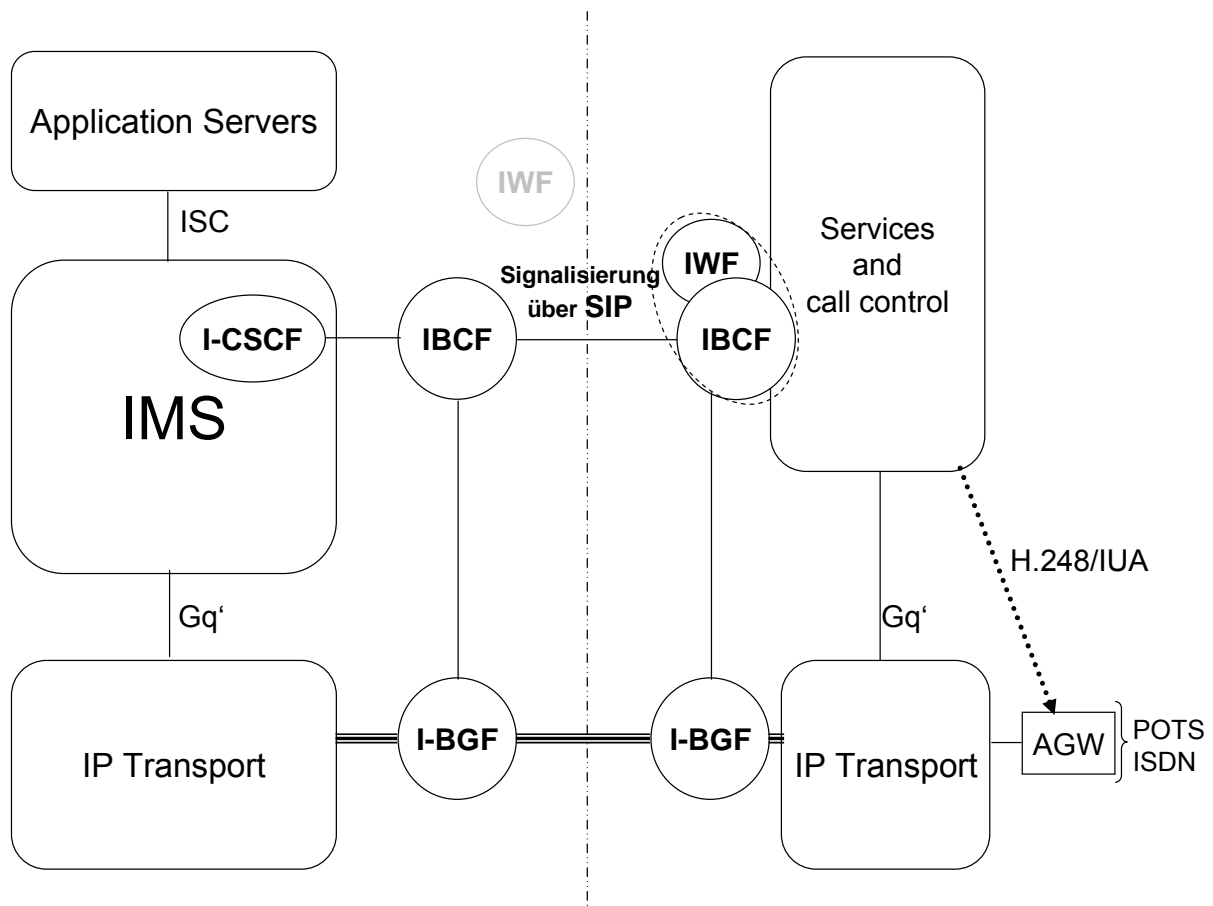 Application Servers
ISC
I-CSCF
IMS
Gq‘
IP Transport
IWF
IBCF
Signalisierung
über SIP
I-BGF
IWF
IBCF
I-BGF
Services
and
call control
Gq‘
IP Transport
H.248/IUA
AGW
POTS
ISDN